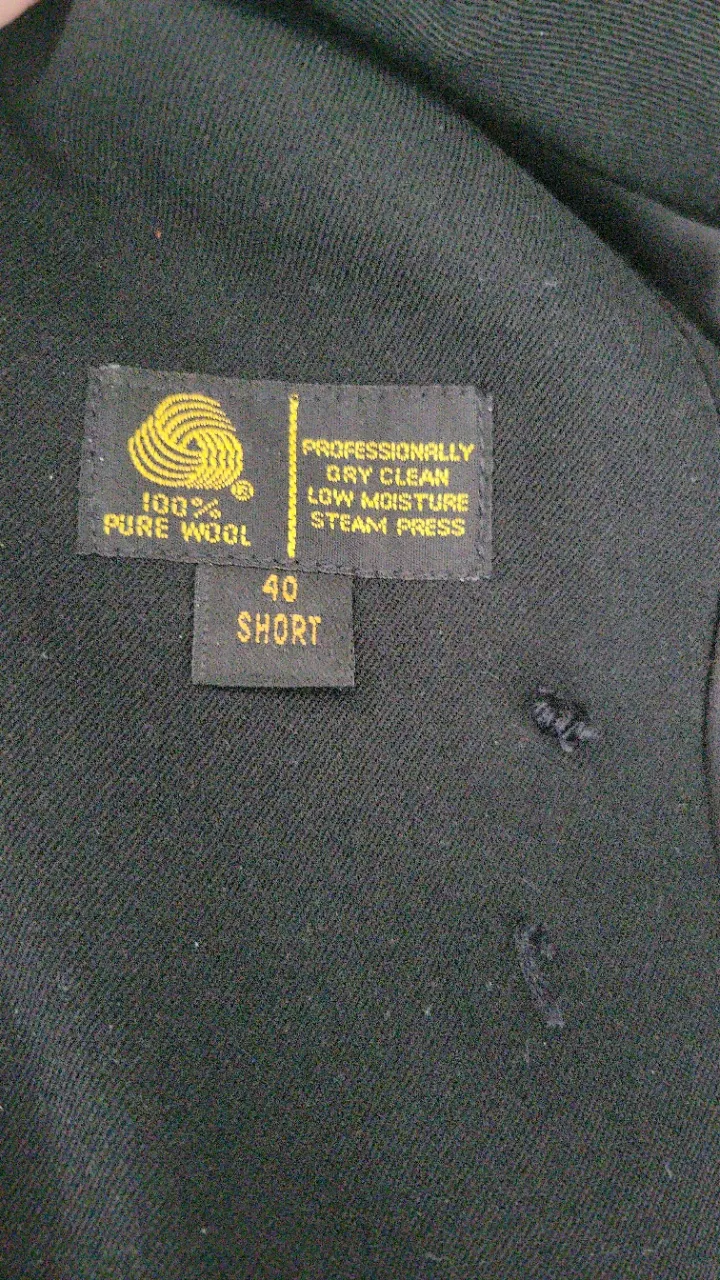 ®
100%
PURE WOOL
PROFESSIONALLY
DRY CLEAN
LOW MOISTURE
STEAM PRESS
40
SHORT